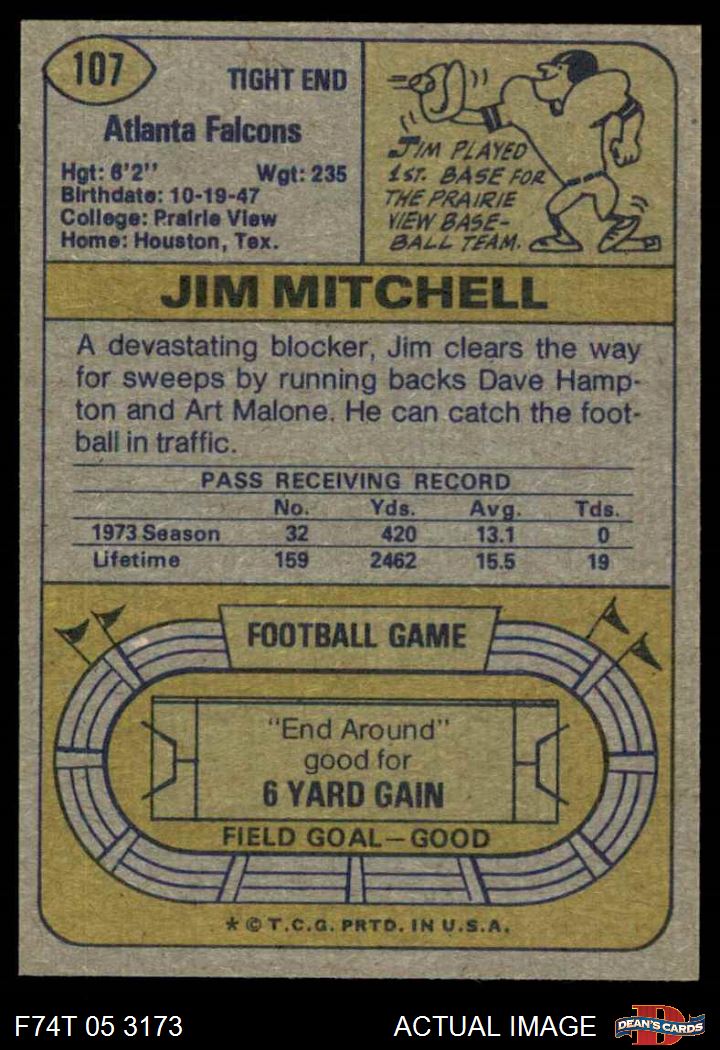 107
TIGHT END
Atlanta Falcons
Hgt: 6'2" Wgt: 235
Birthdate: 10-19-47
College: Prairie View
Home: Houston, Tex.
JIM PLAYED
1ST. BASE FOR
THE PRAIRIE
VIEW BASE-
BALL TEAM.
JIM MITCHELL
A devastating blocker, Jim clears the way
for sweeps by running backs Dave Hamp-
ton and Art Malone. He can catch the foot-
ball in traffic.
PASS RECEIVING RECORD
No. Yds. Avg. Tds.
1973 Season 32 420 13.1 0
Lifetime 159 2462 15.5 19
FOOTBALL GAME
"End Around"
good for
6 YARD GAIN
FIELD GOAL—GOOD
* © T.C.G. PRTD. IN U.S.A.
F74T 05 3173 ACTUAL IMAGE D DEAN'S CARDS